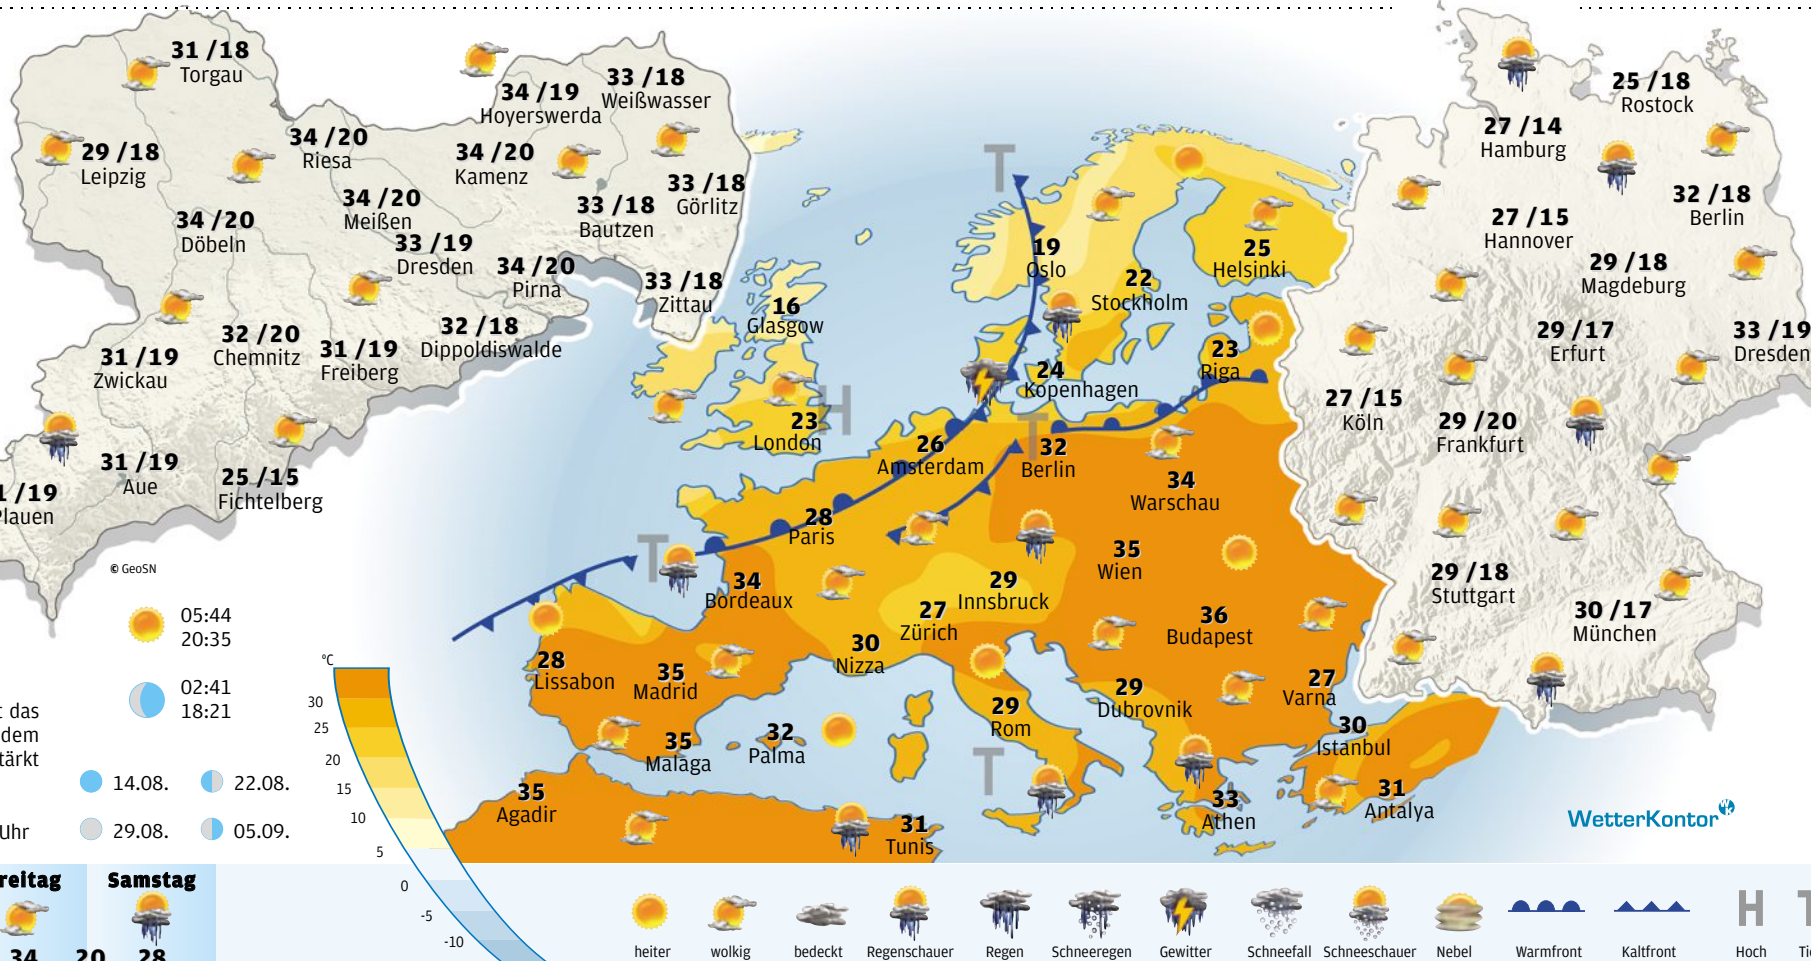 31 /18
Torgau
29 /18
Leipzig
34 /20
Riesa
34 /19
Hoyerswerda
33 /18
Weißwasser
34 /20
Kamenz
34 /20
Meißen
33 /18
Görlitz
33 /18
Bautzen
34 /20
Döbeln
33 /19
Dresden
34 /20
Pirna
33 /18
Zittau
32 /18
Dippoldiswalde
32 /20
Chemnitz
31 /19
Freiberg
31 /19
Zwickau
31 /19
Aue
25 /15
Fichtelberg
1 /19
Plauen
© GeoSN
05:44
20:35
02:41
18:21
t das
dem
tärkt
14.08.
22.08.
29.08.
05.09.
Uhr
reitag
Samstag
34
20
28
°C
30
25
20
15
10
5
0
-5
-10
T
19
Oslo
22
Stockholm
25
Helsinki
16
Glasgow
23
London
H
24
Kopenhagen
23
Riga
26
Amsterdam
T
32
Berlin
34
Warschau
28
Paris
T
34
Bordeaux
35
Wien
29
Innsbruck
27
Zürich
36
Budapest
30
Nizza
28
Lissabon
35
Madrid
35
Malaga
32
Palma
29
Rom
T
29
Dubrovnik
27
Varna
30
Istanbul
31
Antalya
33
Athen
35
Agadir
31
Tunis
25 /18
Rostock
27 /14
Hamburg
32 /18
Berlin
27 /15
Hannover
29 /18
Magdeburg
29 /17
Erfurt
33 /19
Dresden
27 /15
Köln
29 /20
Frankfurt
29 /18
Stuttgart
30 /17
München
WetterKontor
heiter
wolkig
bedeckt
Regenschauer
Regen
Schneeregen
Gewitter
Schneefall
Schneeschauer
Nebel
Warmfront
Kaltfront
H
Hoch